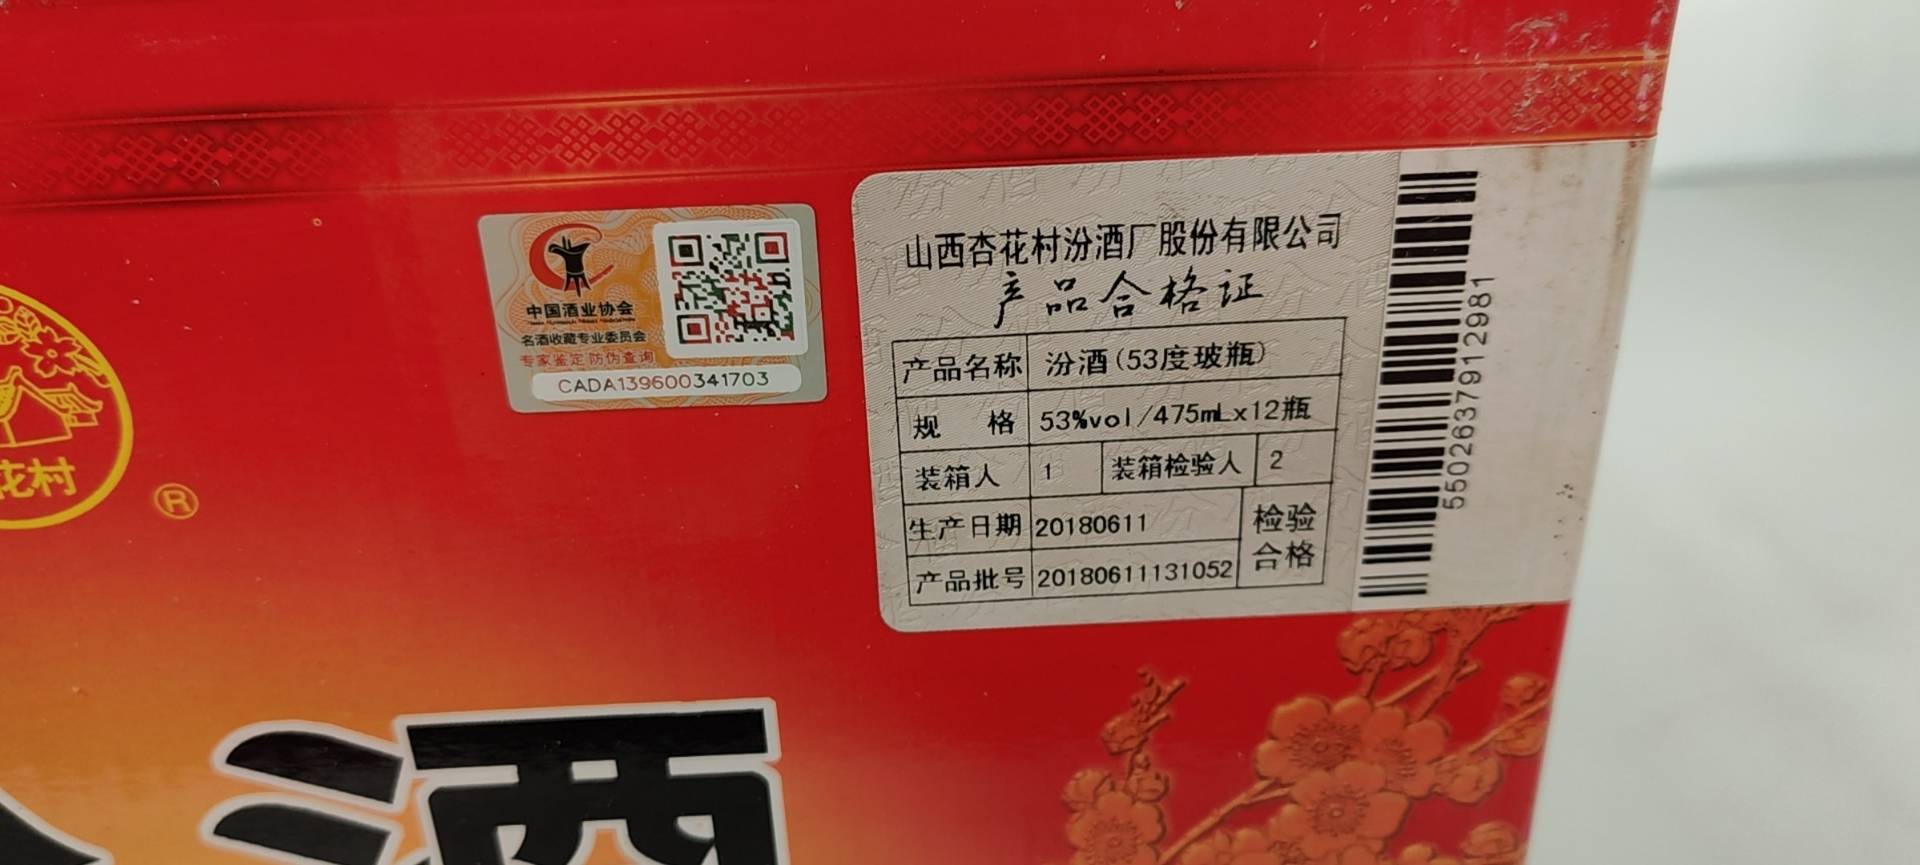 花村
®
中国酒业协会
名酒收藏专业委员会
专家鉴定 防伪查询
CADA139600341703
山西杏花村汾酒厂股份有限公司
产品合格证
产品名称 汾酒(53度玻瓶)
规 格 53%vol/475mLx12瓶
装箱人 1 装箱检验人 2
生产日期 20180611 检验
产品批号 20180611131052 合格
5502637912981
酒